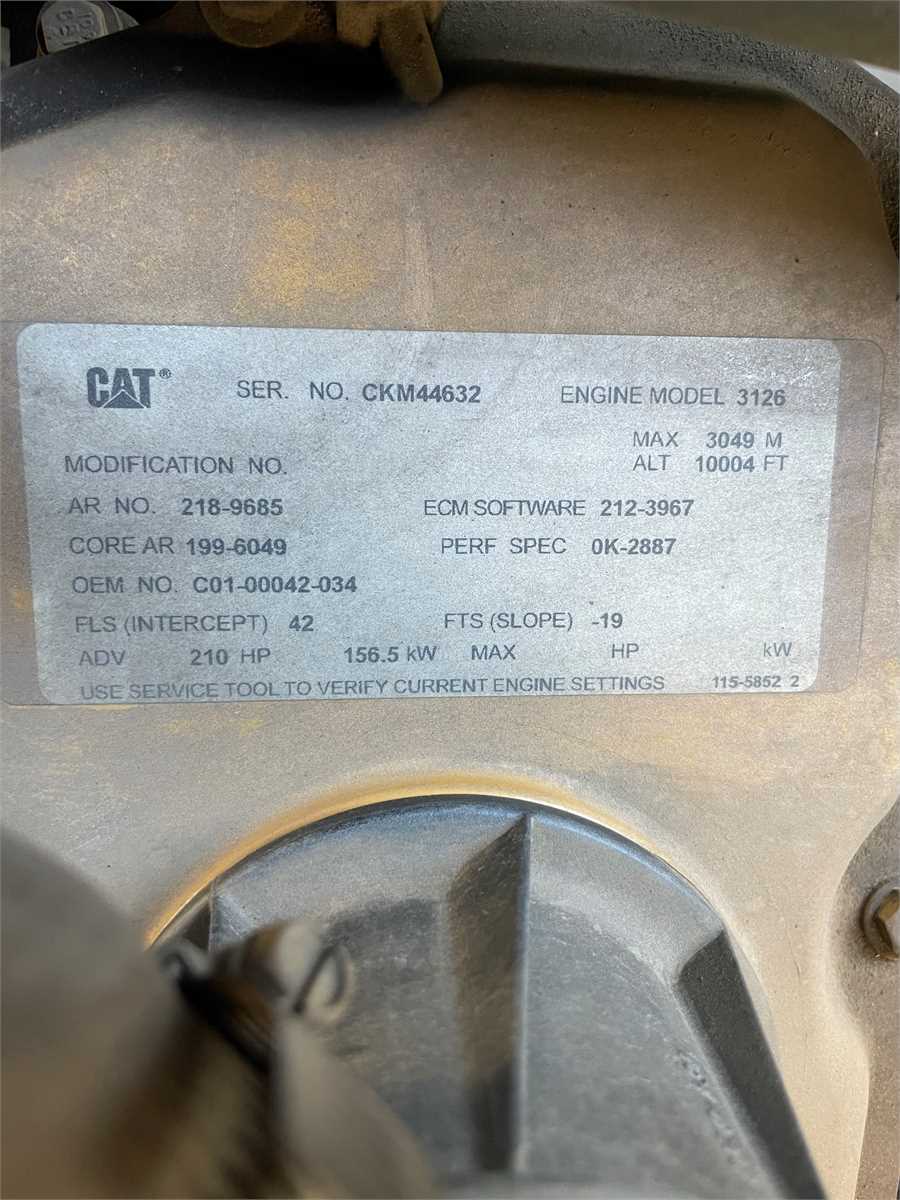 CAT® SER. NO. CKM44632 ENGINE MODEL 3126
MAX 3049 M
MODIFICATION NO. ALT 10004 FT
AR NO. 218-9685 ECM SOFTWARE 212-3967
CORE AR 199-6049 PERF SPEC 0K-2887
OEM NO. C01-00042-034
FLS (INTERCEPT) 42 FTS (SLOPE) -19
ADV 210 HP 156.5 kW MAX HP kW
USE SERVICE TOOL TO VERIFY CURRENT ENGINE SETTINGS 115-5852 2